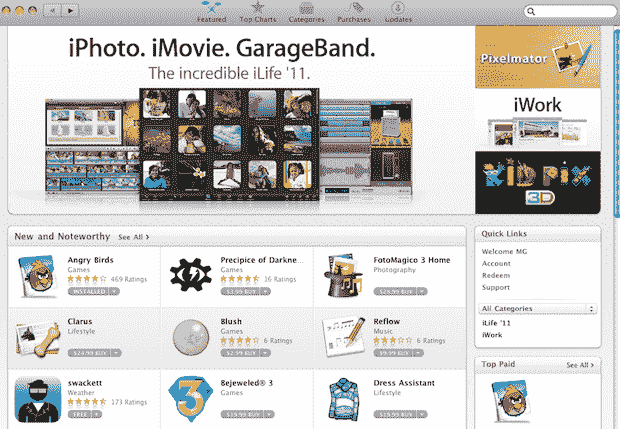 Featured Top Charts Categories Purchases Updates
iPhoto. iMovie. GarageBand.
The incredible iLife '11.
Pixelmator
iWork
KID PIX
3D
New and Noteworthy See All >
Angry Birds
Games
469 Ratings
INSTALLED
Precipice of Darkne...
Games
16 Ratings
$3.99 BUY
FotoMagico 3 Home
Photography
$28.99 BUY
Clarus
Lifestyle
$24.99 BUY
Blush
Games
6 Ratings
$2.99 BUY
Reflow
Music
6 Ratings
$9.99 BUY
swackett
Weather
173 Ratings
FREE
3
Bejeweled® 3
Games
$19.99 BUY
Dress Assistant
Lifestyle
$19.99 BUY
Quick Links
Welcome MG
Account
Redeem
Support
All Categories
iLife '11
iWork
Top Paid See All >